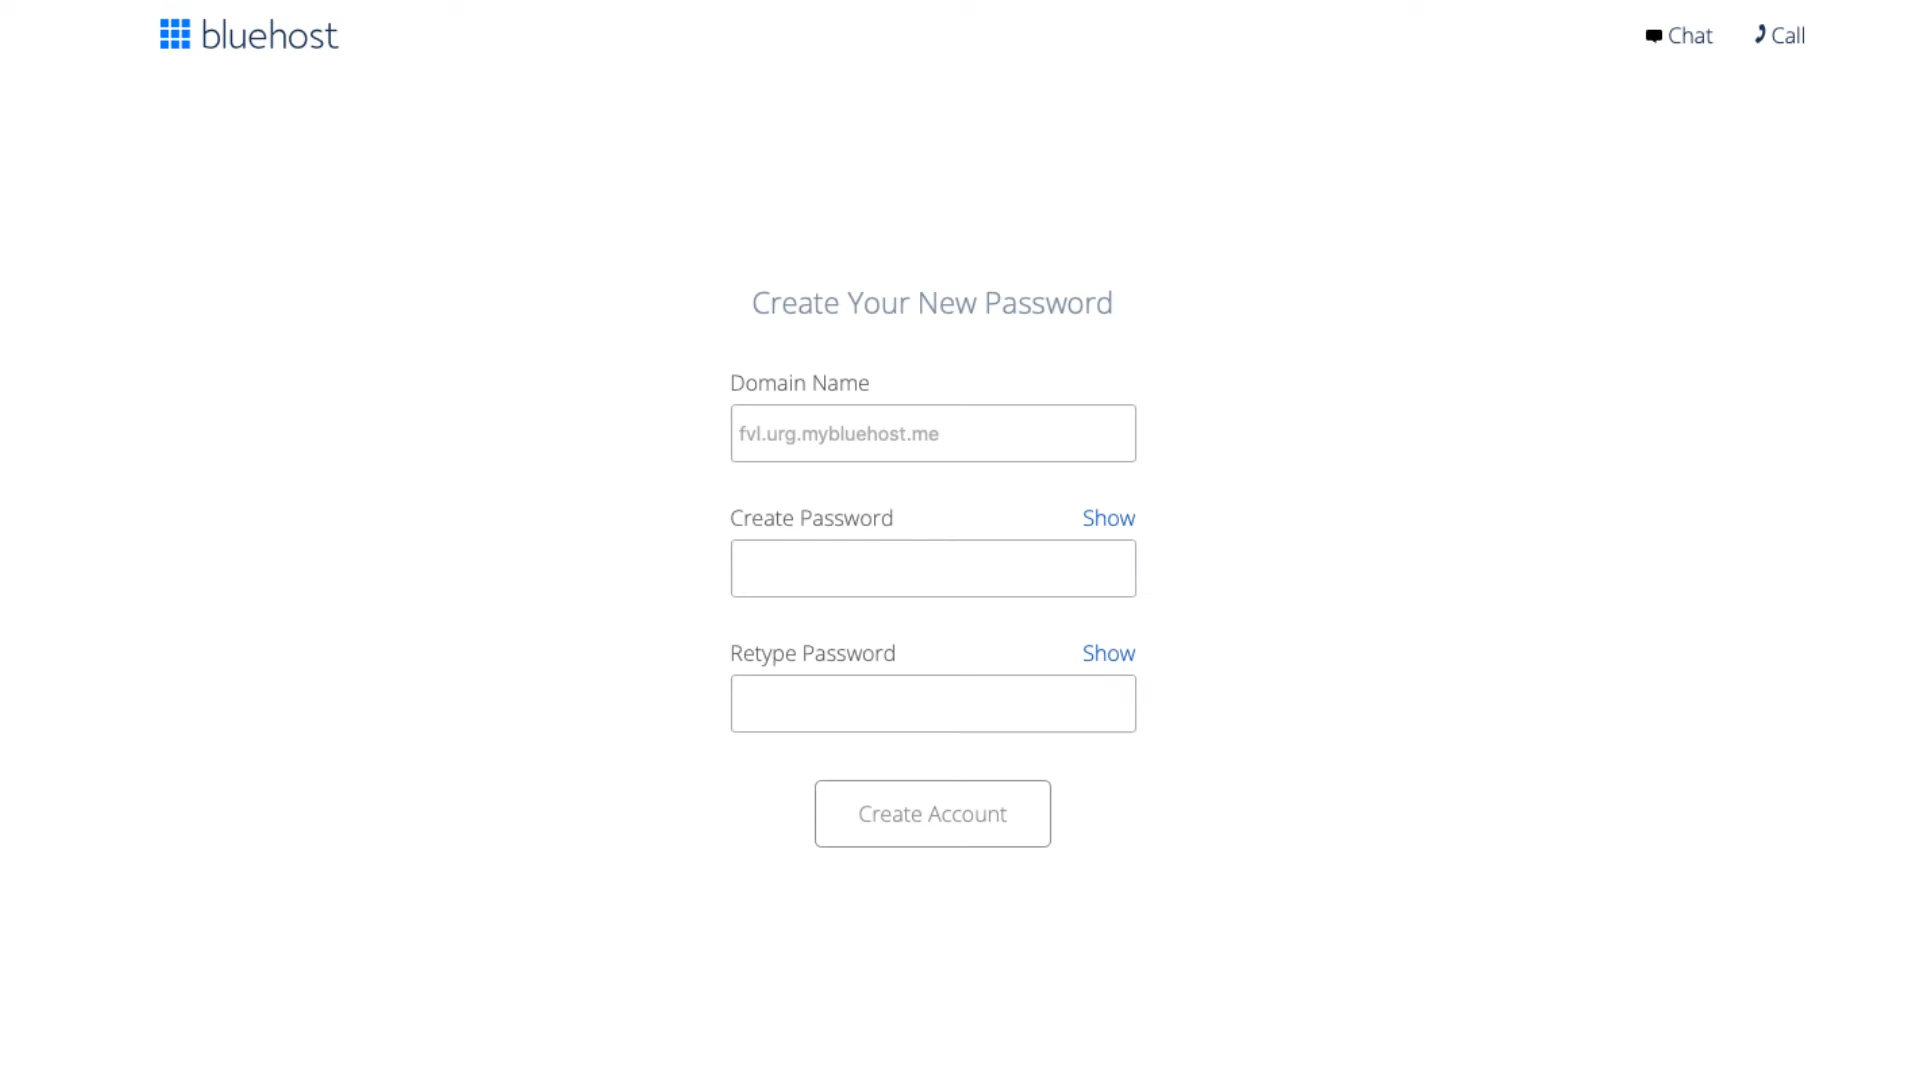 bluehost
Chat
Call
Create Your New Password
Domain Name
fvl.urg.mybluehost.me
Create Password
Show
Retype Password
Show
Create Account